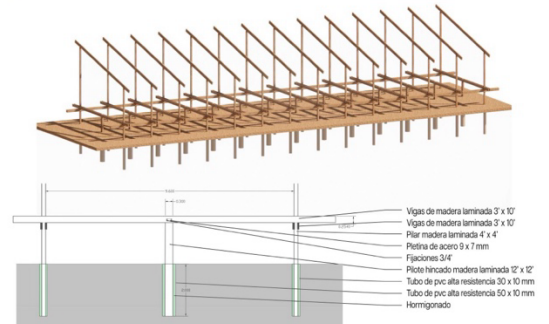 Vigas de madera laminada 3' x 10'
Vigas de madera laminada 3' x 10'
Pilar madera laminada 4' x 4'
Pletina de acero 9 x 7 mm
Fijaciones 3/4'
Pilote hincado madera laminada 12' x 12'
Tubo de pvc alta resistencia 30 x 10 mm
Tubo de pvc alta resistencia 50 x 10 mm
Hormigonado